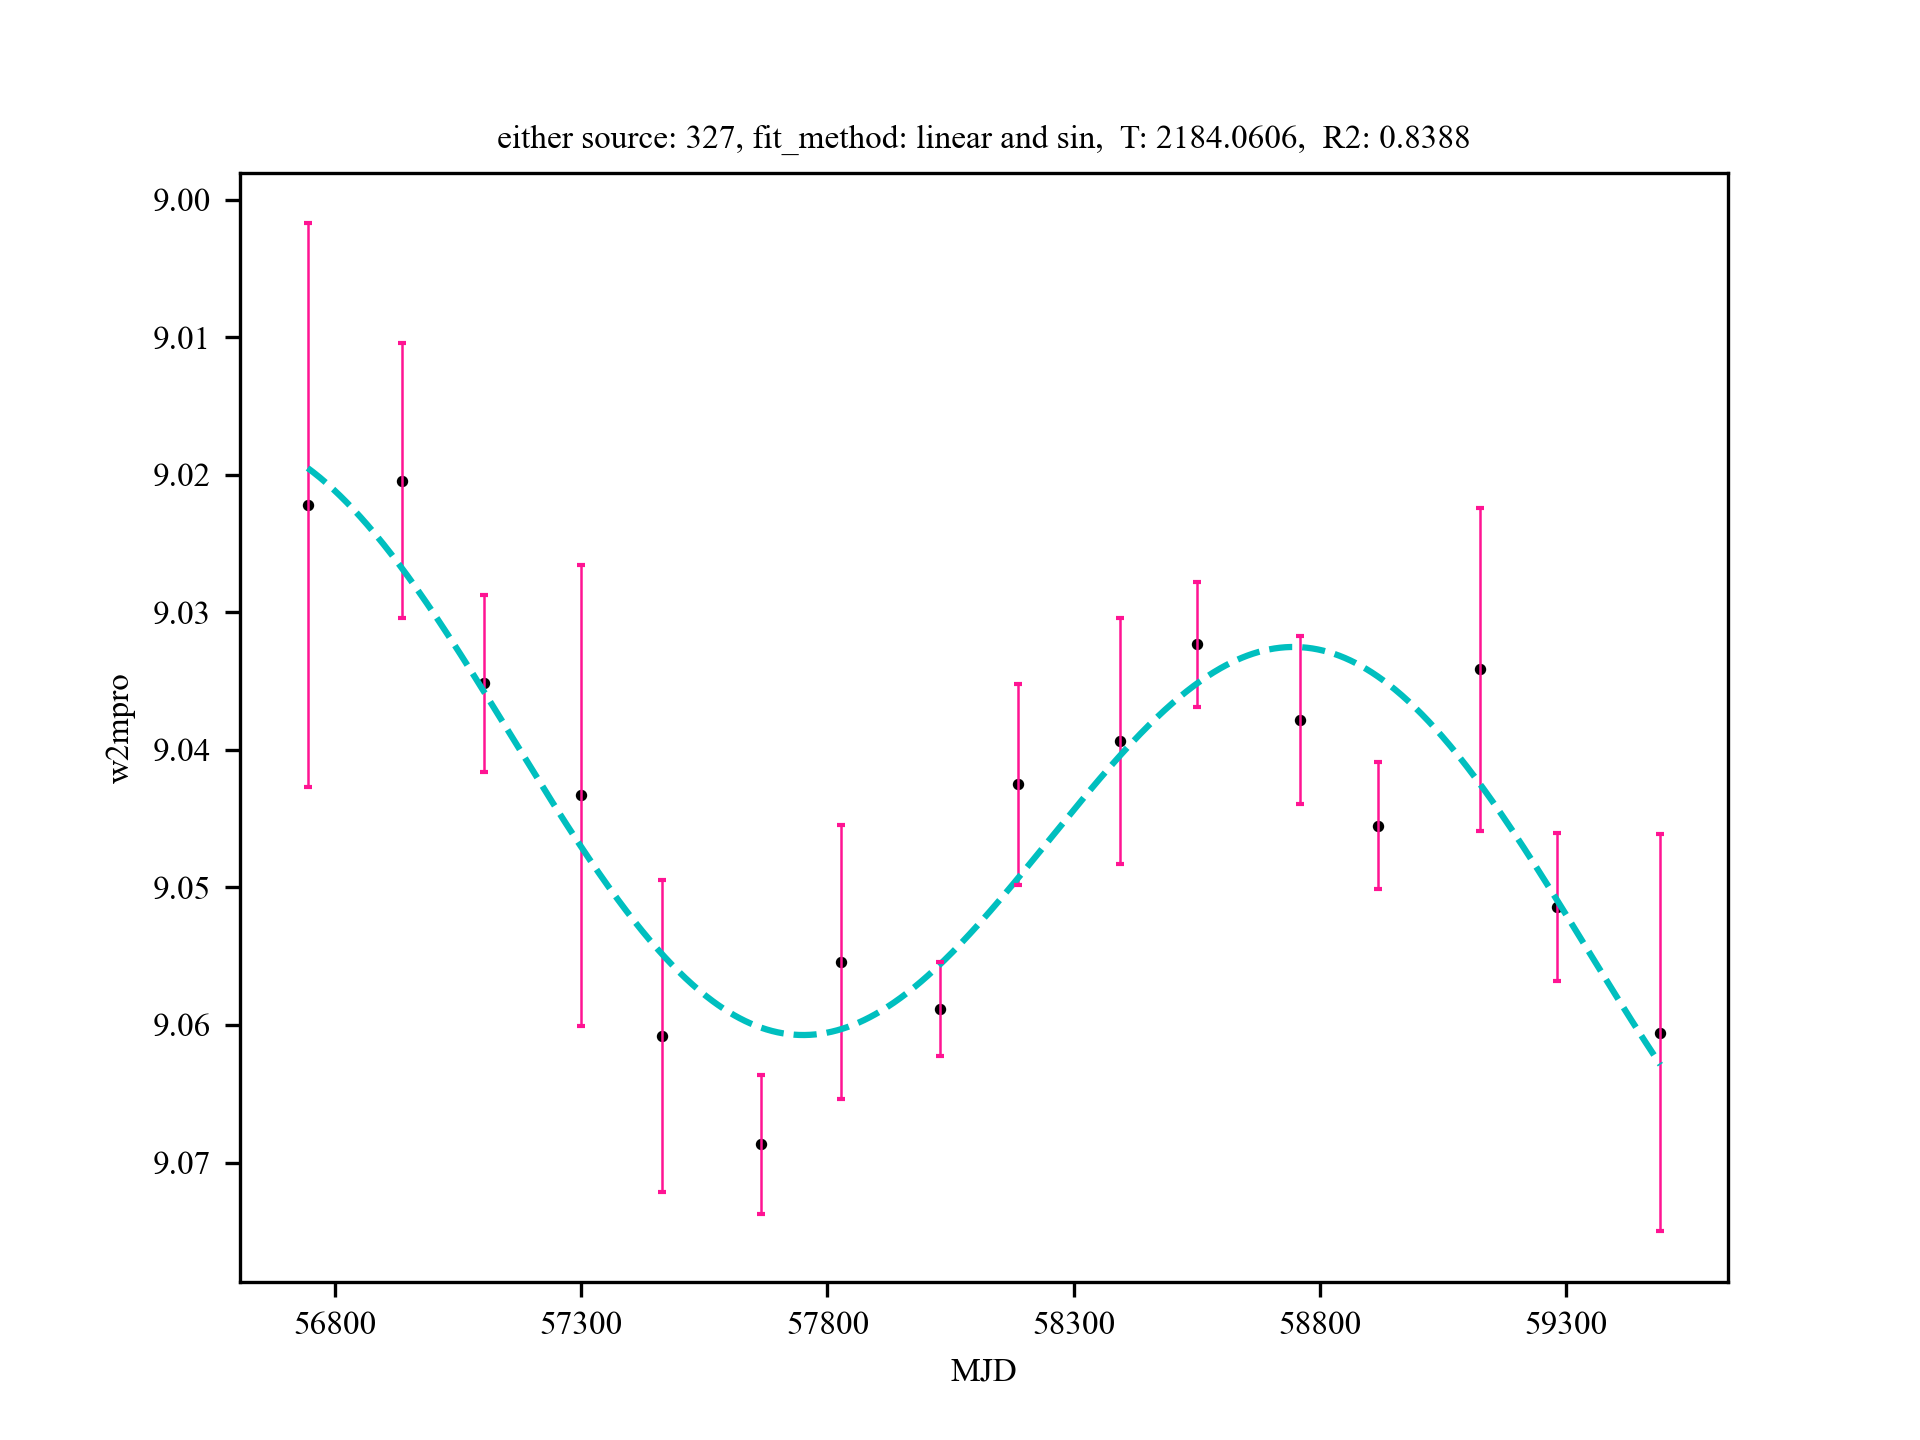 either source: 327, fit_method: linear and sin,  T: 2184.0606,  R2: 0.8388
9.00
9.01
9.02
9.03
9.04
9.05
9.06
9.07
w2mpro
56800 57300 57800 58300 58800 59300
MJD